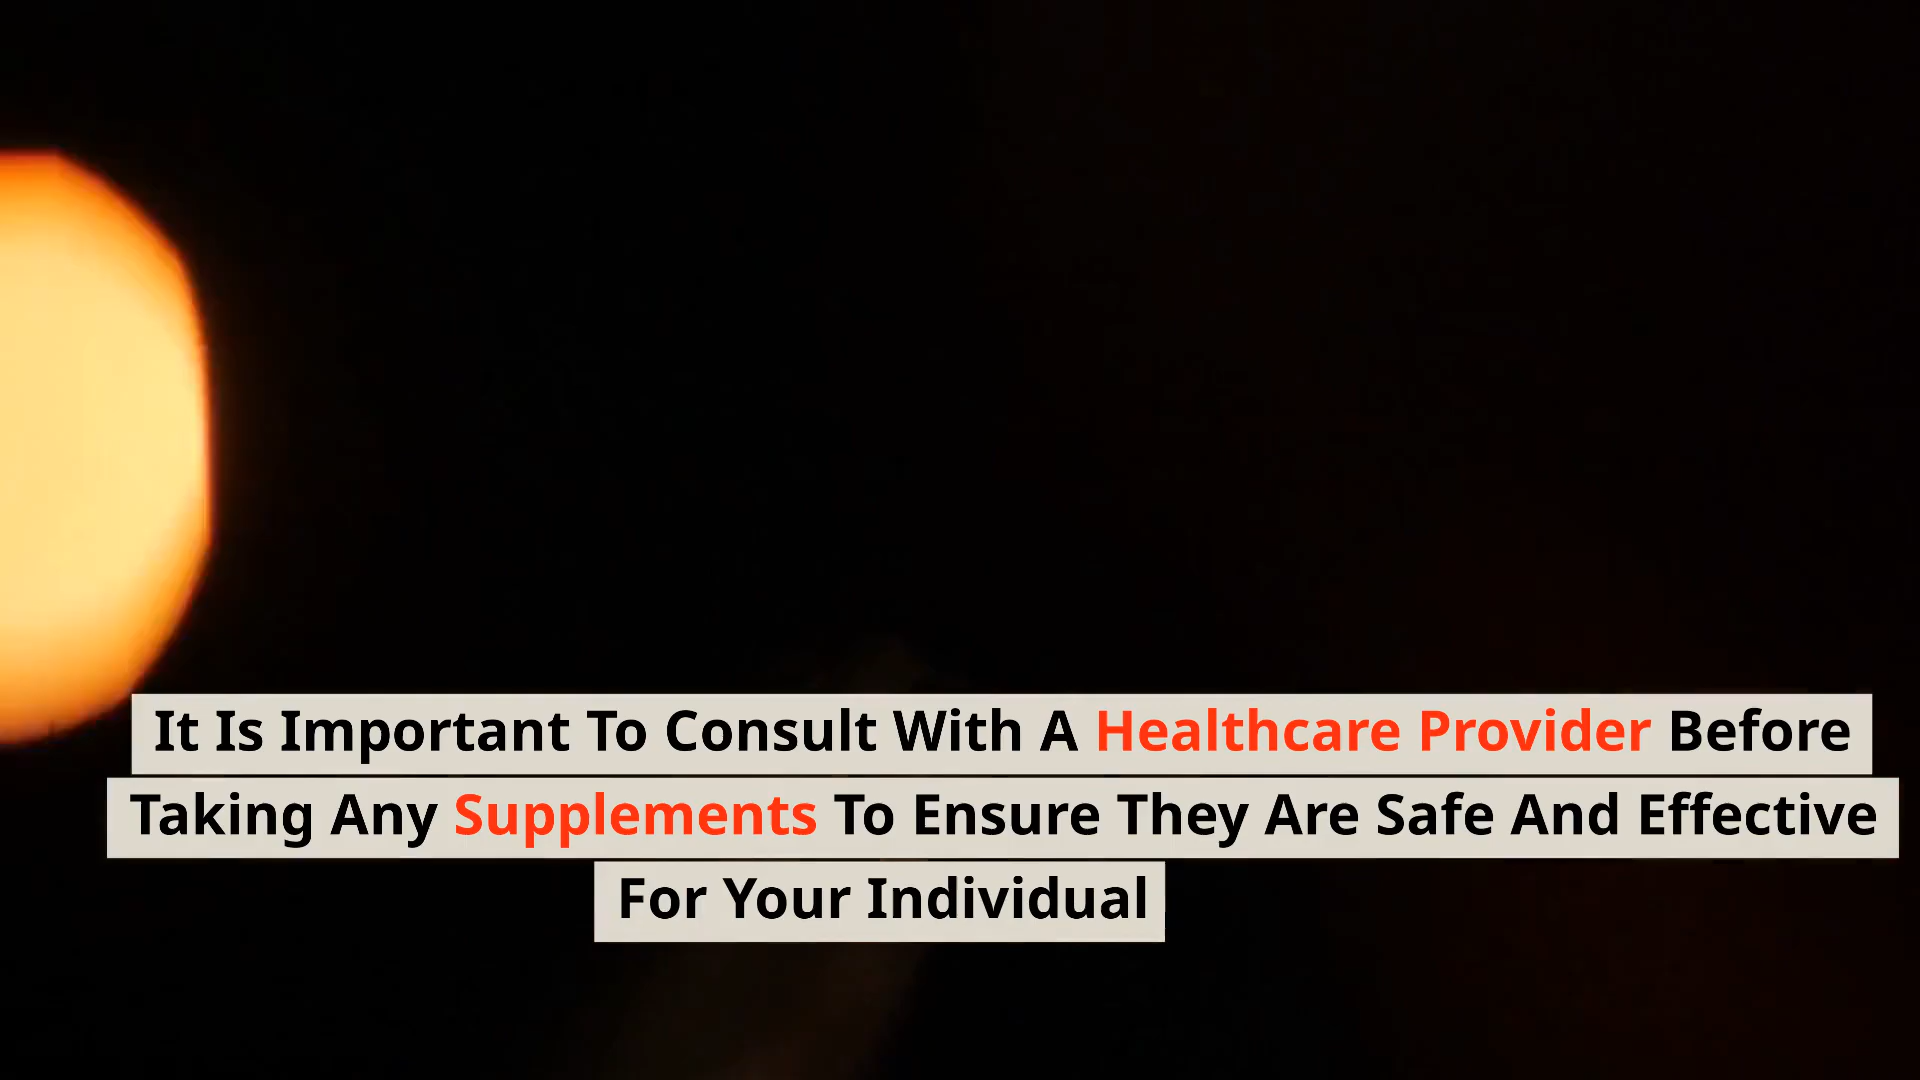 It Is Important To Consult With A Healthcare Provider Before
Taking Any Supplements To Ensure They Are Safe And Effective
For Your Individual